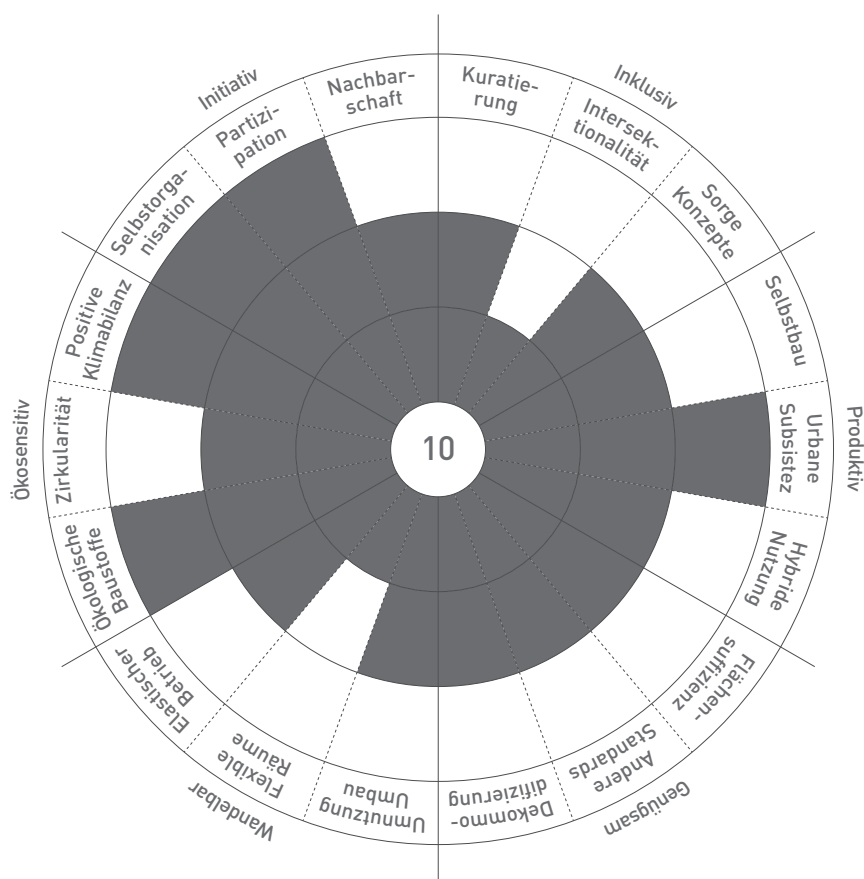 Initiativ
Nachbar-
schaft
Partizi-
pation
Selbstorga-
nisation
Inklusiv
Kuratie-
rung
Intersek-
tionalität
Sorge
Konzepte
Produktiv
Selbstbau
Urbane
Subsistez
Hybride
Nutzung
Genügsam
Flächen-
suffizienz
Andere
Standards
Dekommo-
difizierung
Wandelbar
Umnutzung
Umbau
Flexible
Räume
Elastischer
Betrieb
Ökosensitiv
Ökologische
Baustoffe
Zirkularität
Positive
Klimabilanz
10